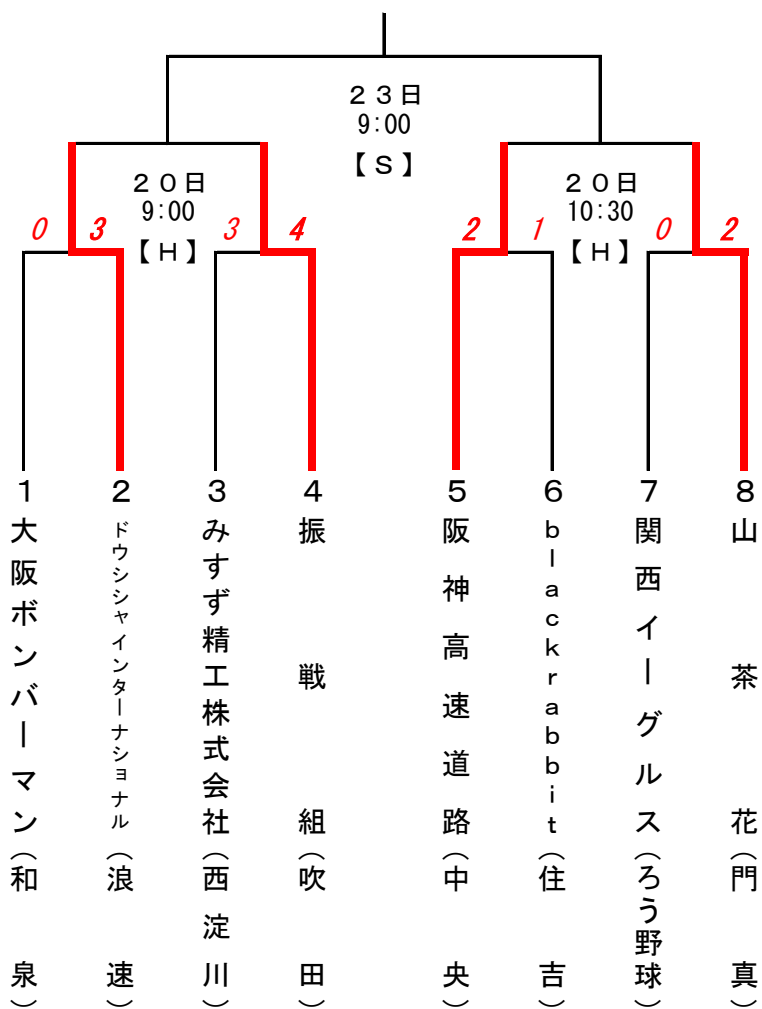 ２３日
9:00
【Ｓ】
２０日
9:00
【Ｈ】
２０日
10:30
【Ｈ】
0
3
3
4
2
1
0
2
1
2
3
4
5
6
7
8
大阪ボンバーマン（和泉）
ドウシシャインターナショナル（浪速）
みすず精工株式会社（西淀川）
振戦組（吹田）
阪神高速道路（中央）
ｂｌａｃｋｒａｂｂｉｔ（住吉）
関西イーグルス（ろう野球）
山茶花（門真）